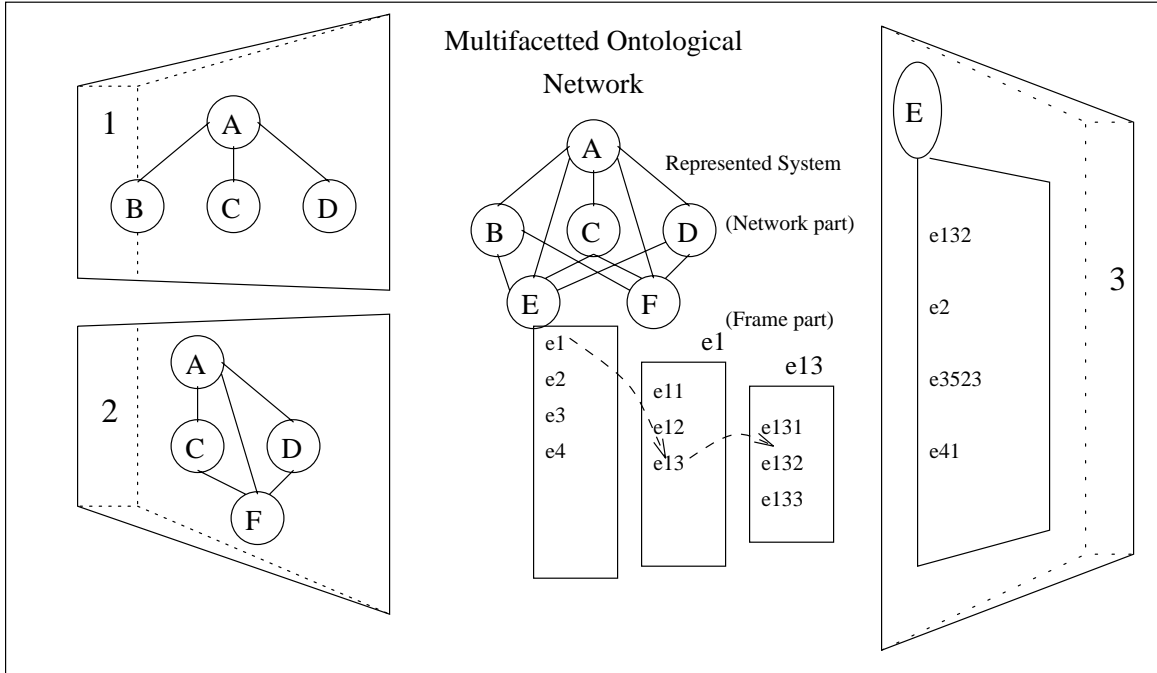 Multifacetted Ontological
Network
1
A
B C D
2
A
C D
F
A
Represented System
B C D
(Network part)
E F
(Frame part)
e1
e2
e3
e4
e1
e11
e12
e13
e13
e131
e132
e133
E
e132
e2
e3523
e41
3